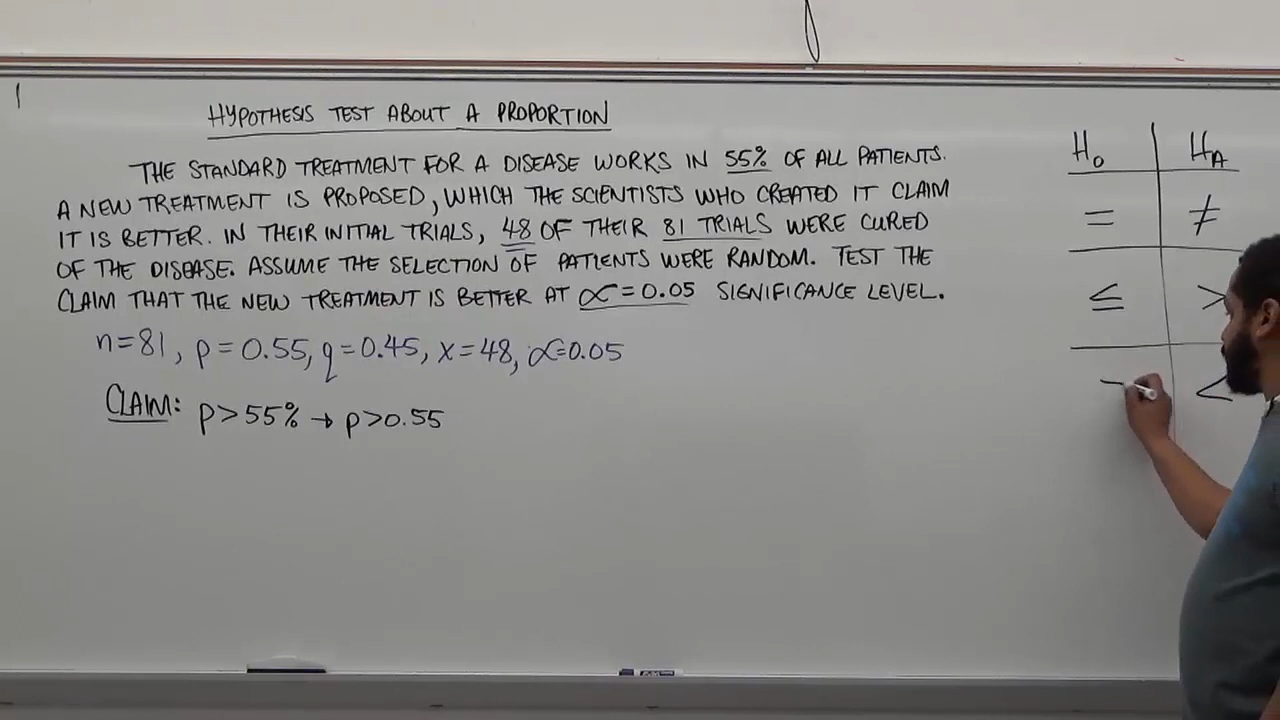 HYPOTHESIS TEST ABOUT A PROPORTION
THE STANDARD TREATMENT FOR A DISEASE WORKS IN 55% OF ALL PATIENTS.
A NEW TREATMENT IS PROPOSED, WHICH THE SCIENTISTS WHO CREATED IT CLAIM
IT IS BETTER. IN THEIR INITIAL TRIALS, 48 OF THEIR 81 TRIALS WERE CURED
OF THE DISEASE. ASSUME THE SELECTION OF PATIENTS WERE RANDOM. TEST THE
CLAIM THAT THE NEW TREATMENT IS BETTER AT α=0.05 SIGNIFICANCE LEVEL.
n=81, p=0.55, q=0.45, x=48, α=0.05
CLAIM: p>55% → p>0.55
H₀ Hₐ
= ≠
≤ >
<